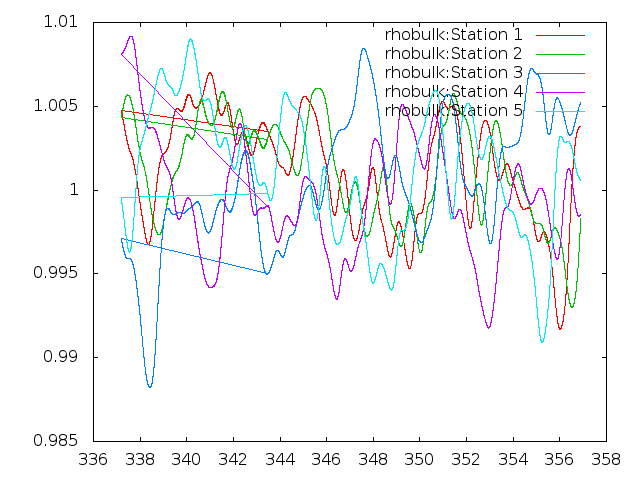 1.01
1.005
1
0.995
0.99
0.985
336 338 340 342 344 346 348 350 352 354 356 358
rhobulk:Station 1
rhobulk:Station 2
rhobulk:Station 3
rhobulk:Station 4
rhobulk:Station 5